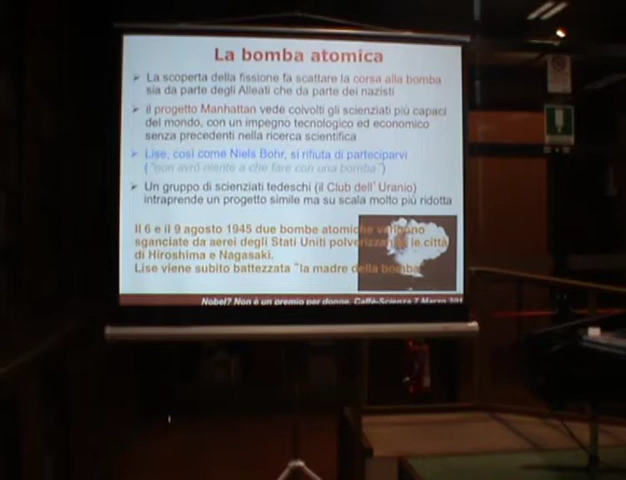 La bomba atomica
➢ La scoperta della fissione fa scattare la corsa alla bomba
sia da parte degli Alleati che da parte dei nazisti
➢ il progetto Manhattan vede coivolti gli scienziati più capaci
del mondo, con un impegno tecnologico ed economico
senza precedenti nella ricerca scientifica
➢ Lise, così come Niels Bohr, si rifiuta di parteciparvi
("non avrò niente a che fare con una bomba")
➢ Un gruppo di scienziati tedeschi (il Club dell'Uranio)
intraprende un progetto simile ma su scala molto più ridotta
Il 6 e il 9 agosto 1945 due bombe atomiche vengono
sganciate da aerei degli Stati Uniti polverizzando le città
di Hiroshima e Nagasaki.
Lise viene subito battezzata "la madre della bomba
Nobel? Non è un premio per donne, Caffè-Scienza 7 Marzo 201